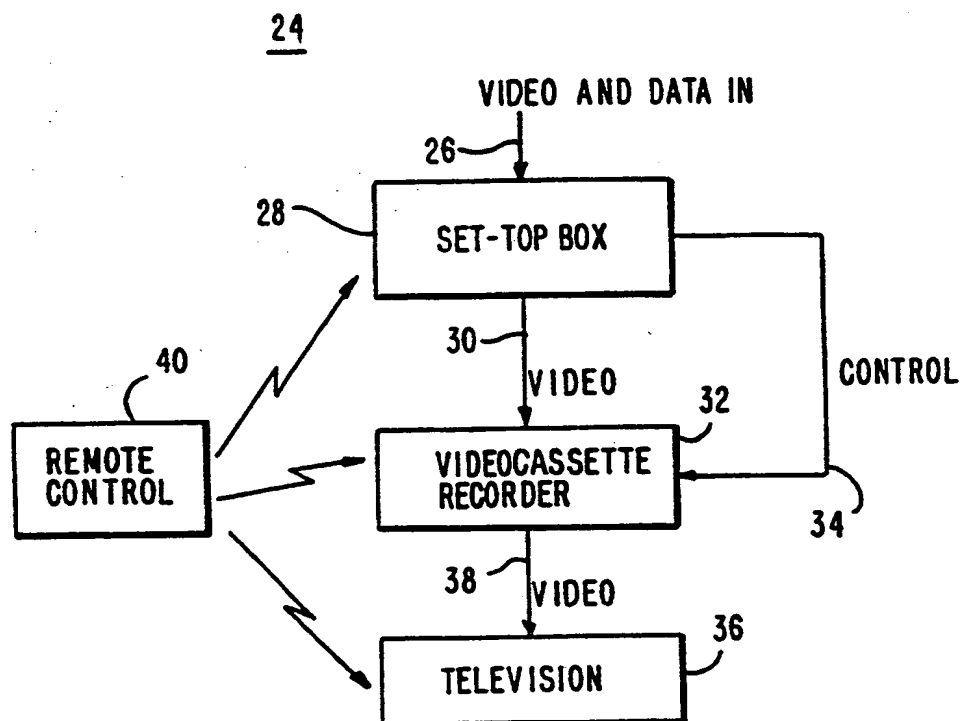 24
VIDEO AND DATA IN
26
28
SET-TOP BOX
30
VIDEO
CONTROL
40
32
REMOTE
CONTROL
VIDEOCASSETTE
RECORDER
34
38
VIDEO
36
TELEVISION